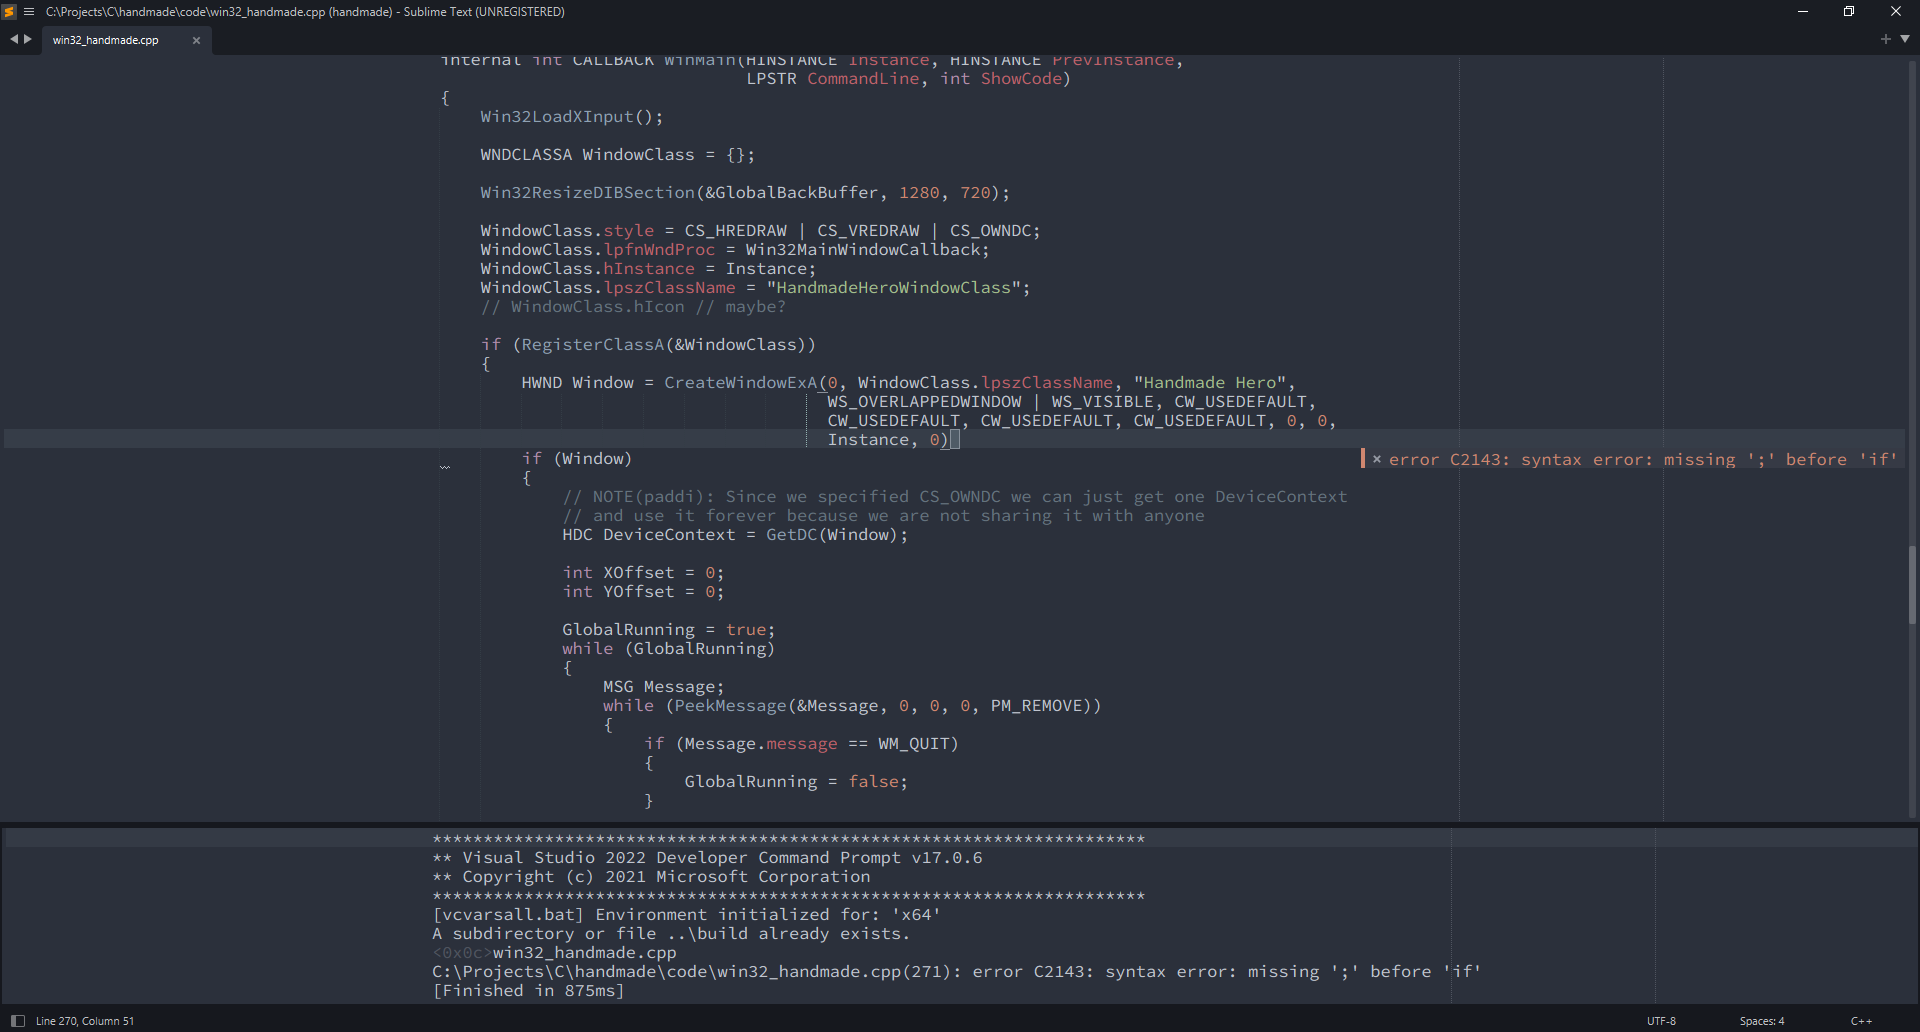 C:\Projects\C\handmade\code\win32_handmade.cpp (handmade) - Sublime Text (UNREGISTERED)
win32_handmade.cpp
internal int CALLBACK WinMain(HINSTANCE Instance, HINSTANCE PrevInstance,
LPSTR CommandLine, int ShowCode)
{
Win32LoadXInput();
WNDCLASSA WindowClass = {};
Win32ResizeDIBSection(&GlobalBackBuffer, 1280, 720);
WindowClass.style = CS_HREDRAW | CS_VREDRAW | CS_OWNDC;
WindowClass.lpfnWndProc = Win32MainWindowCallback;
WindowClass.hInstance = Instance;
WindowClass.lpszClassName = "HandmadeHeroWindowClass";
// WindowClass.hIcon // maybe?
if (RegisterClassA(&WindowClass))
{
HWND Window = CreateWindowExA(0, WindowClass.lpszClassName, "Handmade Hero",
WS_OVERLAPPEDWINDOW | WS_VISIBLE, CW_USEDEFAULT,
CW_USEDEFAULT, CW_USEDEFAULT, CW_USEDEFAULT, 0, 0,
Instance, 0)
if (Window) × error C2143: syntax error: missing ';' before 'if'
{
// NOTE(paddi): Since we specified CS_OWNDC we can just get one DeviceContext
// and use it forever because we are not sharing it with anyone
HDC DeviceContext = GetDC(Window);
int XOffset = 0;
int YOffset = 0;
GlobalRunning = true;
while (GlobalRunning)
{
MSG Message;
while (PeekMessage(&Message, 0, 0, 0, PM_REMOVE))
{
if (Message.message == WM_QUIT)
{
GlobalRunning = false;
}
**********************************************************************
** Visual Studio 2022 Developer Command Prompt v17.0.6
** Copyright (c) 2021 Microsoft Corporation
**********************************************************************
[vcvarsall.bat] Environment initialized for: 'x64'
A subdirectory or file ..\build already exists.
<0x0c>win32_handmade.cpp
C:\Projects\C\handmade\code\win32_handmade.cpp(271): error C2143: syntax error: missing ';' before 'if'
[Finished in 875ms]
Line 270, Column 51 UTF-8 Spaces: 4 C++